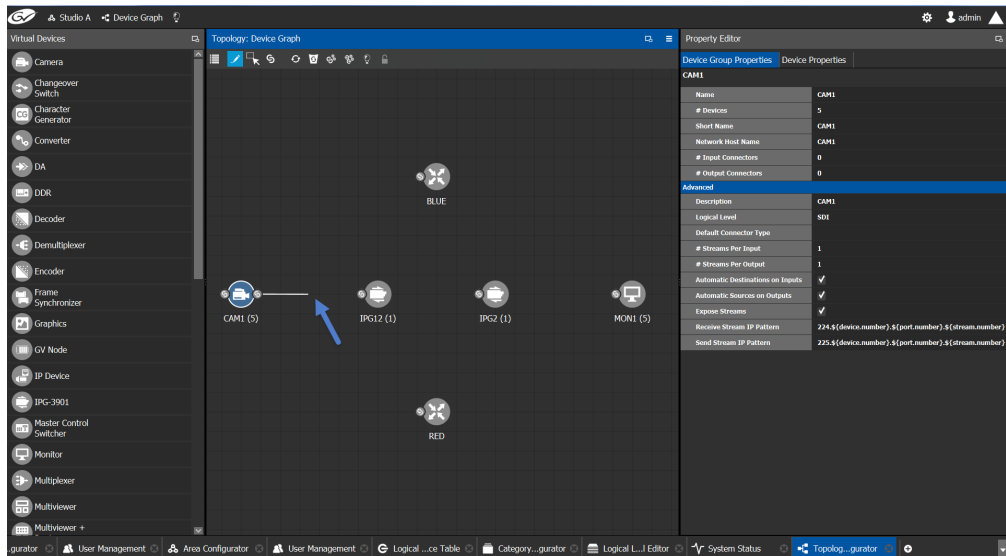 GV Studio A Device Graph admin
Virtual Devices
Camera
Changeover
Switch
CG Character
Generator
Converter
DA
DDR
Decoder
Demultiplexer
Encoder
Frame
Synchronizer
Graphics
GV Node
IP Device
IPG-3901
Master Control
Switcher
Monitor
Multiplexer
Multiviewer
Multiviewer +
Topology: Device Graph
BLUE
CAM1 (5)
IPG12 (1)
IPG2 (1)
MON1 (5)
RED
Property Editor
Device Group Properties Device Properties
CAM1
Name CAM1
# Devices 5
Short Name CAM1
Network Host Name CAM1
# Input Connectors 0
# Output Connectors 0
Advanced
Description CAM1
Logical Level SDI
Default Connector Type
# Streams Per Input 1
# Streams Per Output 1
Automatic Destinations on Inputs
Automatic Sources on Outputs
Expose Streams
Receive Stream IP Pattern 224.${device.number}.${port.number}.${stream.number}
Send Stream IP Pattern 225.${device.number}.${port.number}.${stream.number}
.gurator User Management Area Configurator User Management Logical ...ce Table Category...gurator Logical L...l Editor System Status Topolog...gurator